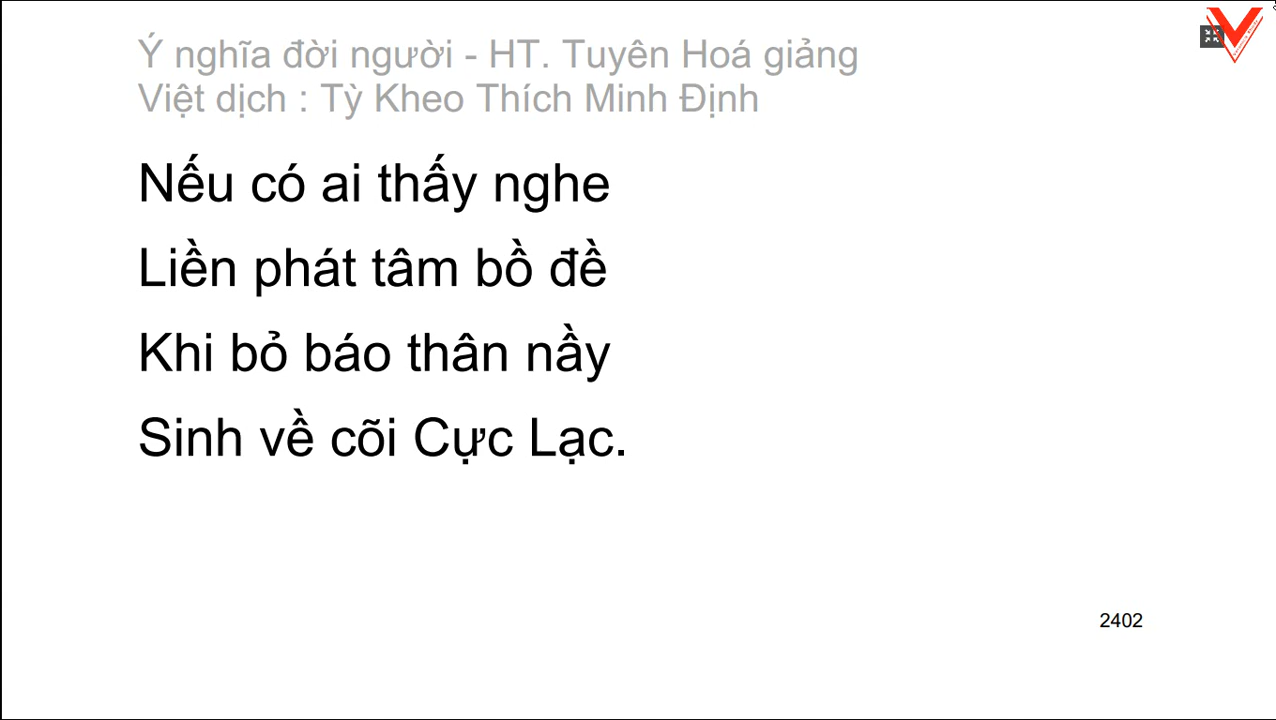 Ý nghĩa đời người - HT. Tuyên Hoá giảng
Việt dịch : Tỳ Kheo Thích Minh Định
Nếu có ai thấy nghe
Liền phát tâm bồ đề
Khi bỏ báo thân nầy
Sinh về cõi Cực Lạc.
2402